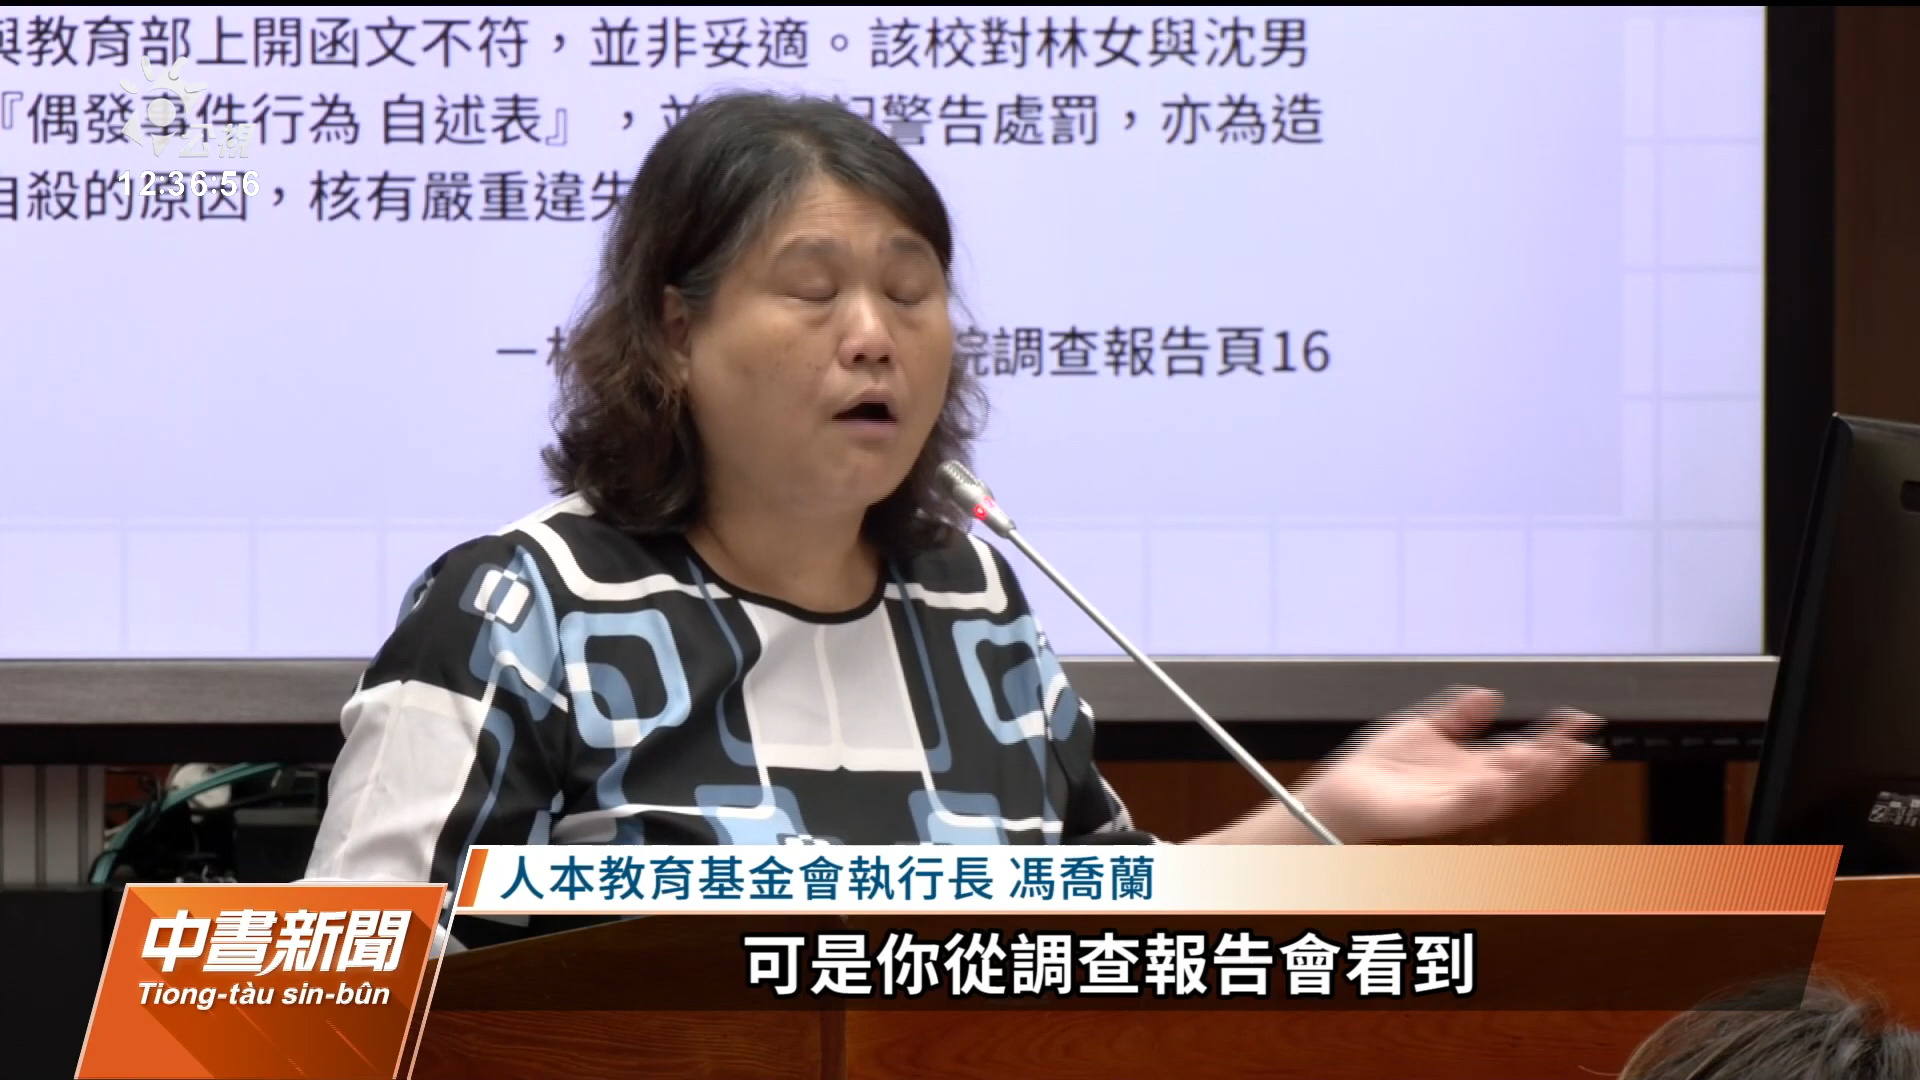 與教育部上開函文不符，並非妥適。該校對林女與沈男
『偶發事件行為 自述表』，並 記警告處罰，亦為造
自殺的原因，核有嚴重違失
公視
12:36:56
院調查報告頁16
人本教育基金會執行長 馮喬蘭
中晝新聞
Tiong-tàu sin-bûn
可是你從調查報告會看到